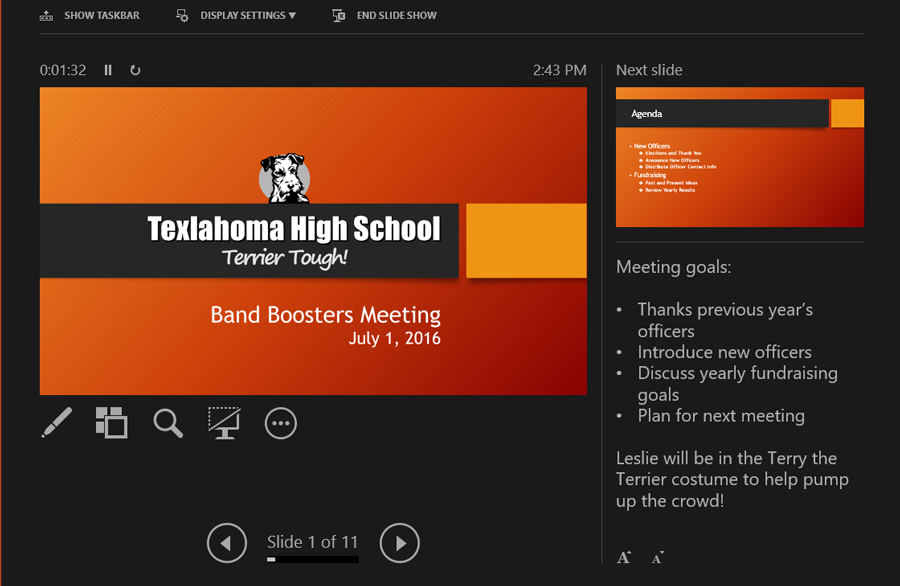 SHOW TASKBAR
DISPLAY SETTINGS ▼
END SLIDE SHOW
0:01:32
2:43 PM
Texlahoma High School
Terrier Tough!
Band Boosters Meeting
July 1, 2016
Slide 1 of 11
Next slide
Agenda
• New Officers
❖ Elections and Thank You
❖ Announce New Officers
❖ Distribute Officer Contact Info
• Fundraising
❖ Past and Present Ideas
❖ Review Yearly Results
Meeting goals:
• Thanks previous year's
officers
• Introduce new officers
• Discuss yearly fundraising
goals
• Plan for next meeting
Leslie will be in the Terry the
Terrier costume to help pump
up the crowd!
A A